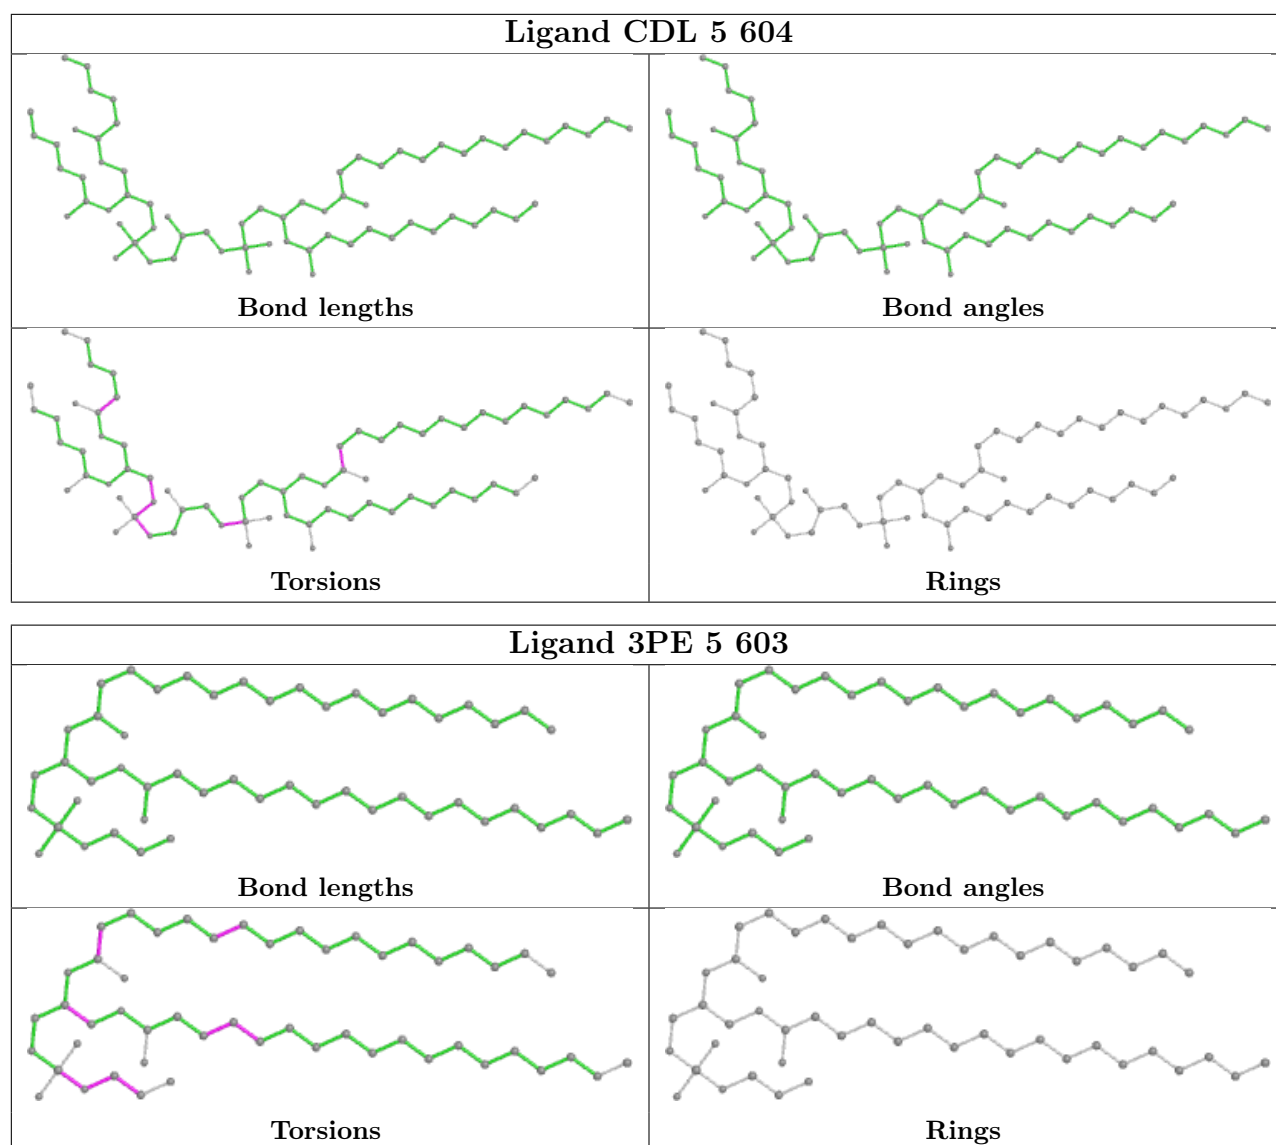 Ligand CDL 5 604
Bond lengths
Bond angles
Torsions
Rings
Ligand 3PE 5 603
Bond lengths
Bond angles
Torsions
Rings